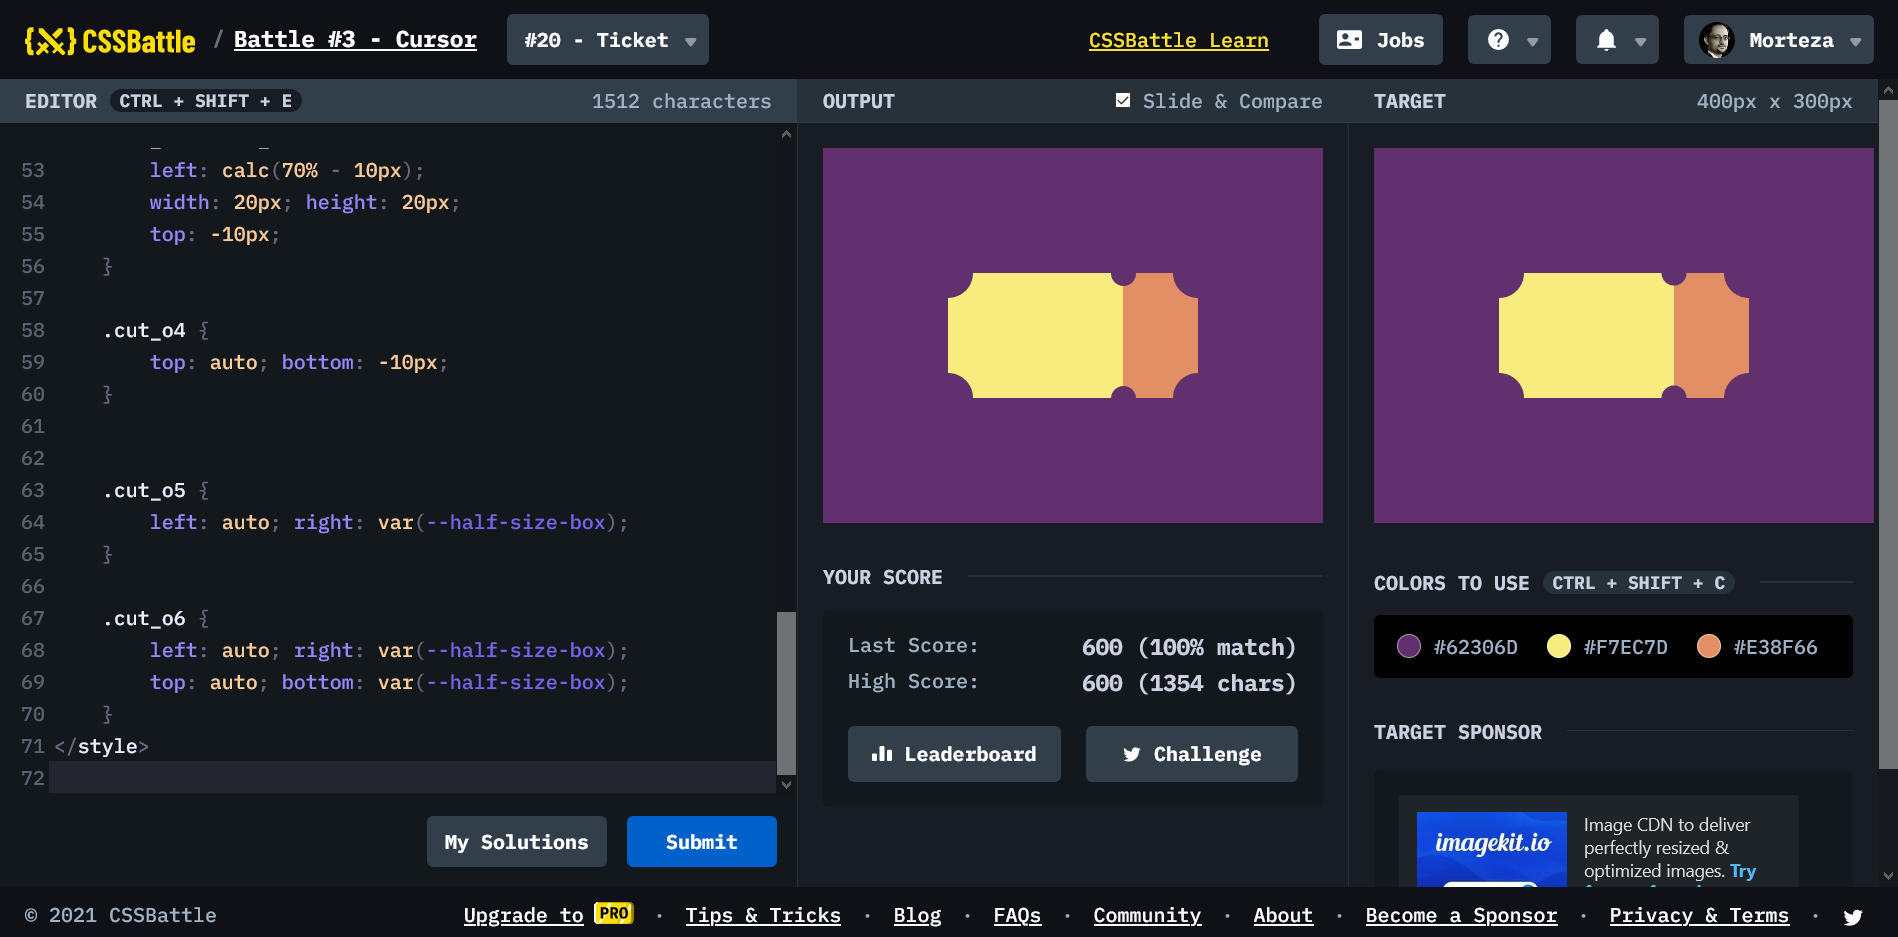 {X} CSSBattle / Battle #3 - Cursor #20 - Ticket CSSBattle Learn Jobs Morteza
EDITOR CTRL + SHIFT + E 1512 characters
53 left: calc(70% - 10px);
54 width: 20px; height: 20px;
55 top: -10px;
56 }
57
58 .cut_o4 {
59 top: auto; bottom: -10px;
60 }
61
62
63 .cut_o5 {
64 left: auto; right: var(--half-size-box);
65 }
66
67 .cut_o6 {
68 left: auto; right: var(--half-size-box);
69 top: auto; bottom: var(--half-size-box);
70 }
71 </style>
72
My Solutions Submit
OUTPUT Slide & Compare
YOUR SCORE
Last Score: 600 (100% match)
High Score: 600 (1354 chars)
Leaderboard Challenge
TARGET 400px x 300px
COLORS TO USE CTRL + SHIFT + C
#62306D #F7EC7D #E38F66
TARGET SPONSOR
imagekit.io
Image CDN to deliver
perfectly resized &
optimized images. Try
© 2021 CSSBattle Upgrade to PRO · Tips & Tricks · Blog · FAQs · Community · About · Become a Sponsor · Privacy & Terms ·